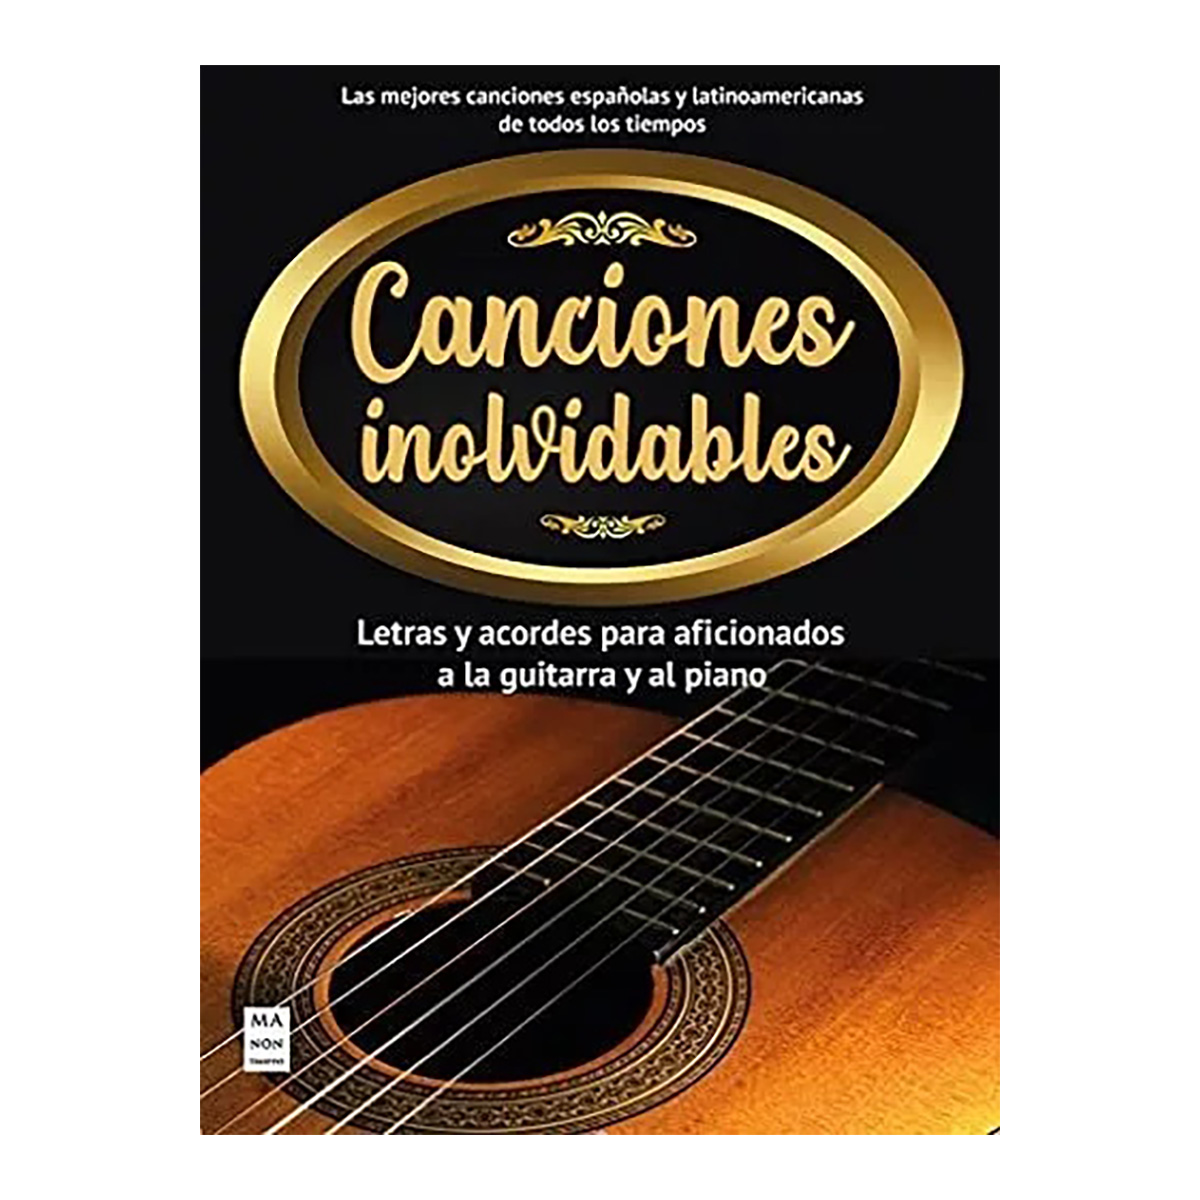 Las mejores canciones españolas y latinoamericanas
de todos los tiempos
Canciones
inolvidables
Letras y acordes para aficionados
a la guitarra y al piano
MA
NON